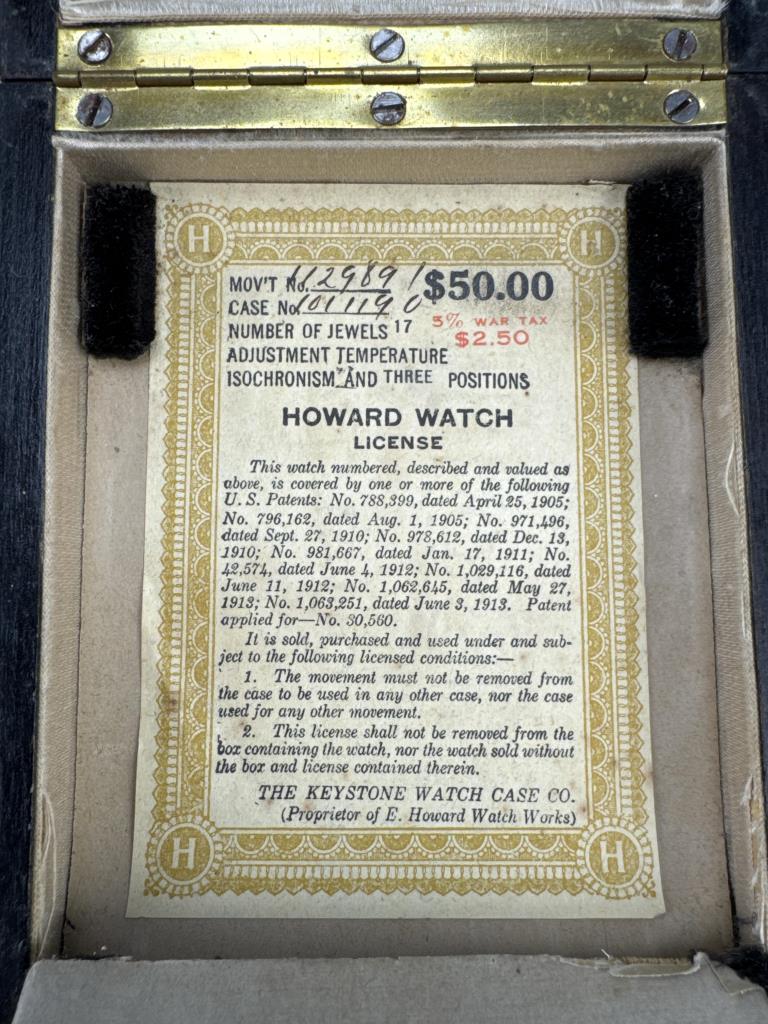 H H
MOV'T No. 1129891 $50.00
CASE No. 1011190
5% WAR TAX
NUMBER OF JEWELS 17
$2.50
ADJUSTMENT TEMPERATURE
ISOCHRONISM AND THREE POSITIONS
HOWARD WATCH
LICENSE
This watch numbered, described and valued as
above, is covered by one or more of the following
U. S. Patents: No. 788,399, dated April 25, 1905;
No. 796,162, dated Aug. 1, 1905; No. 971,496,
dated Sept. 27, 1910; No. 978,612, dated Dec. 13,
1910; No. 981,667, dated Jan. 17, 1911; No.
42,574, dated June 4, 1912; No. 1,029,116, dated
June 11, 1912; No. 1,062,645, dated May 27,
1913; No. 1,063,251, dated June 3, 1913. Patent
applied for—No. 30,560.
It is sold, purchased and used under and sub-
ject to the following licensed conditions:—
1. The movement must not be removed from
the case to be used in any other case, nor the case
used for any other movement.
2. This license shall not be removed from the
box containing the watch, nor the watch sold without
the box and license contained therein.
THE KEYSTONE WATCH CASE CO.
(Proprietor of E. Howard Watch Works)
H H